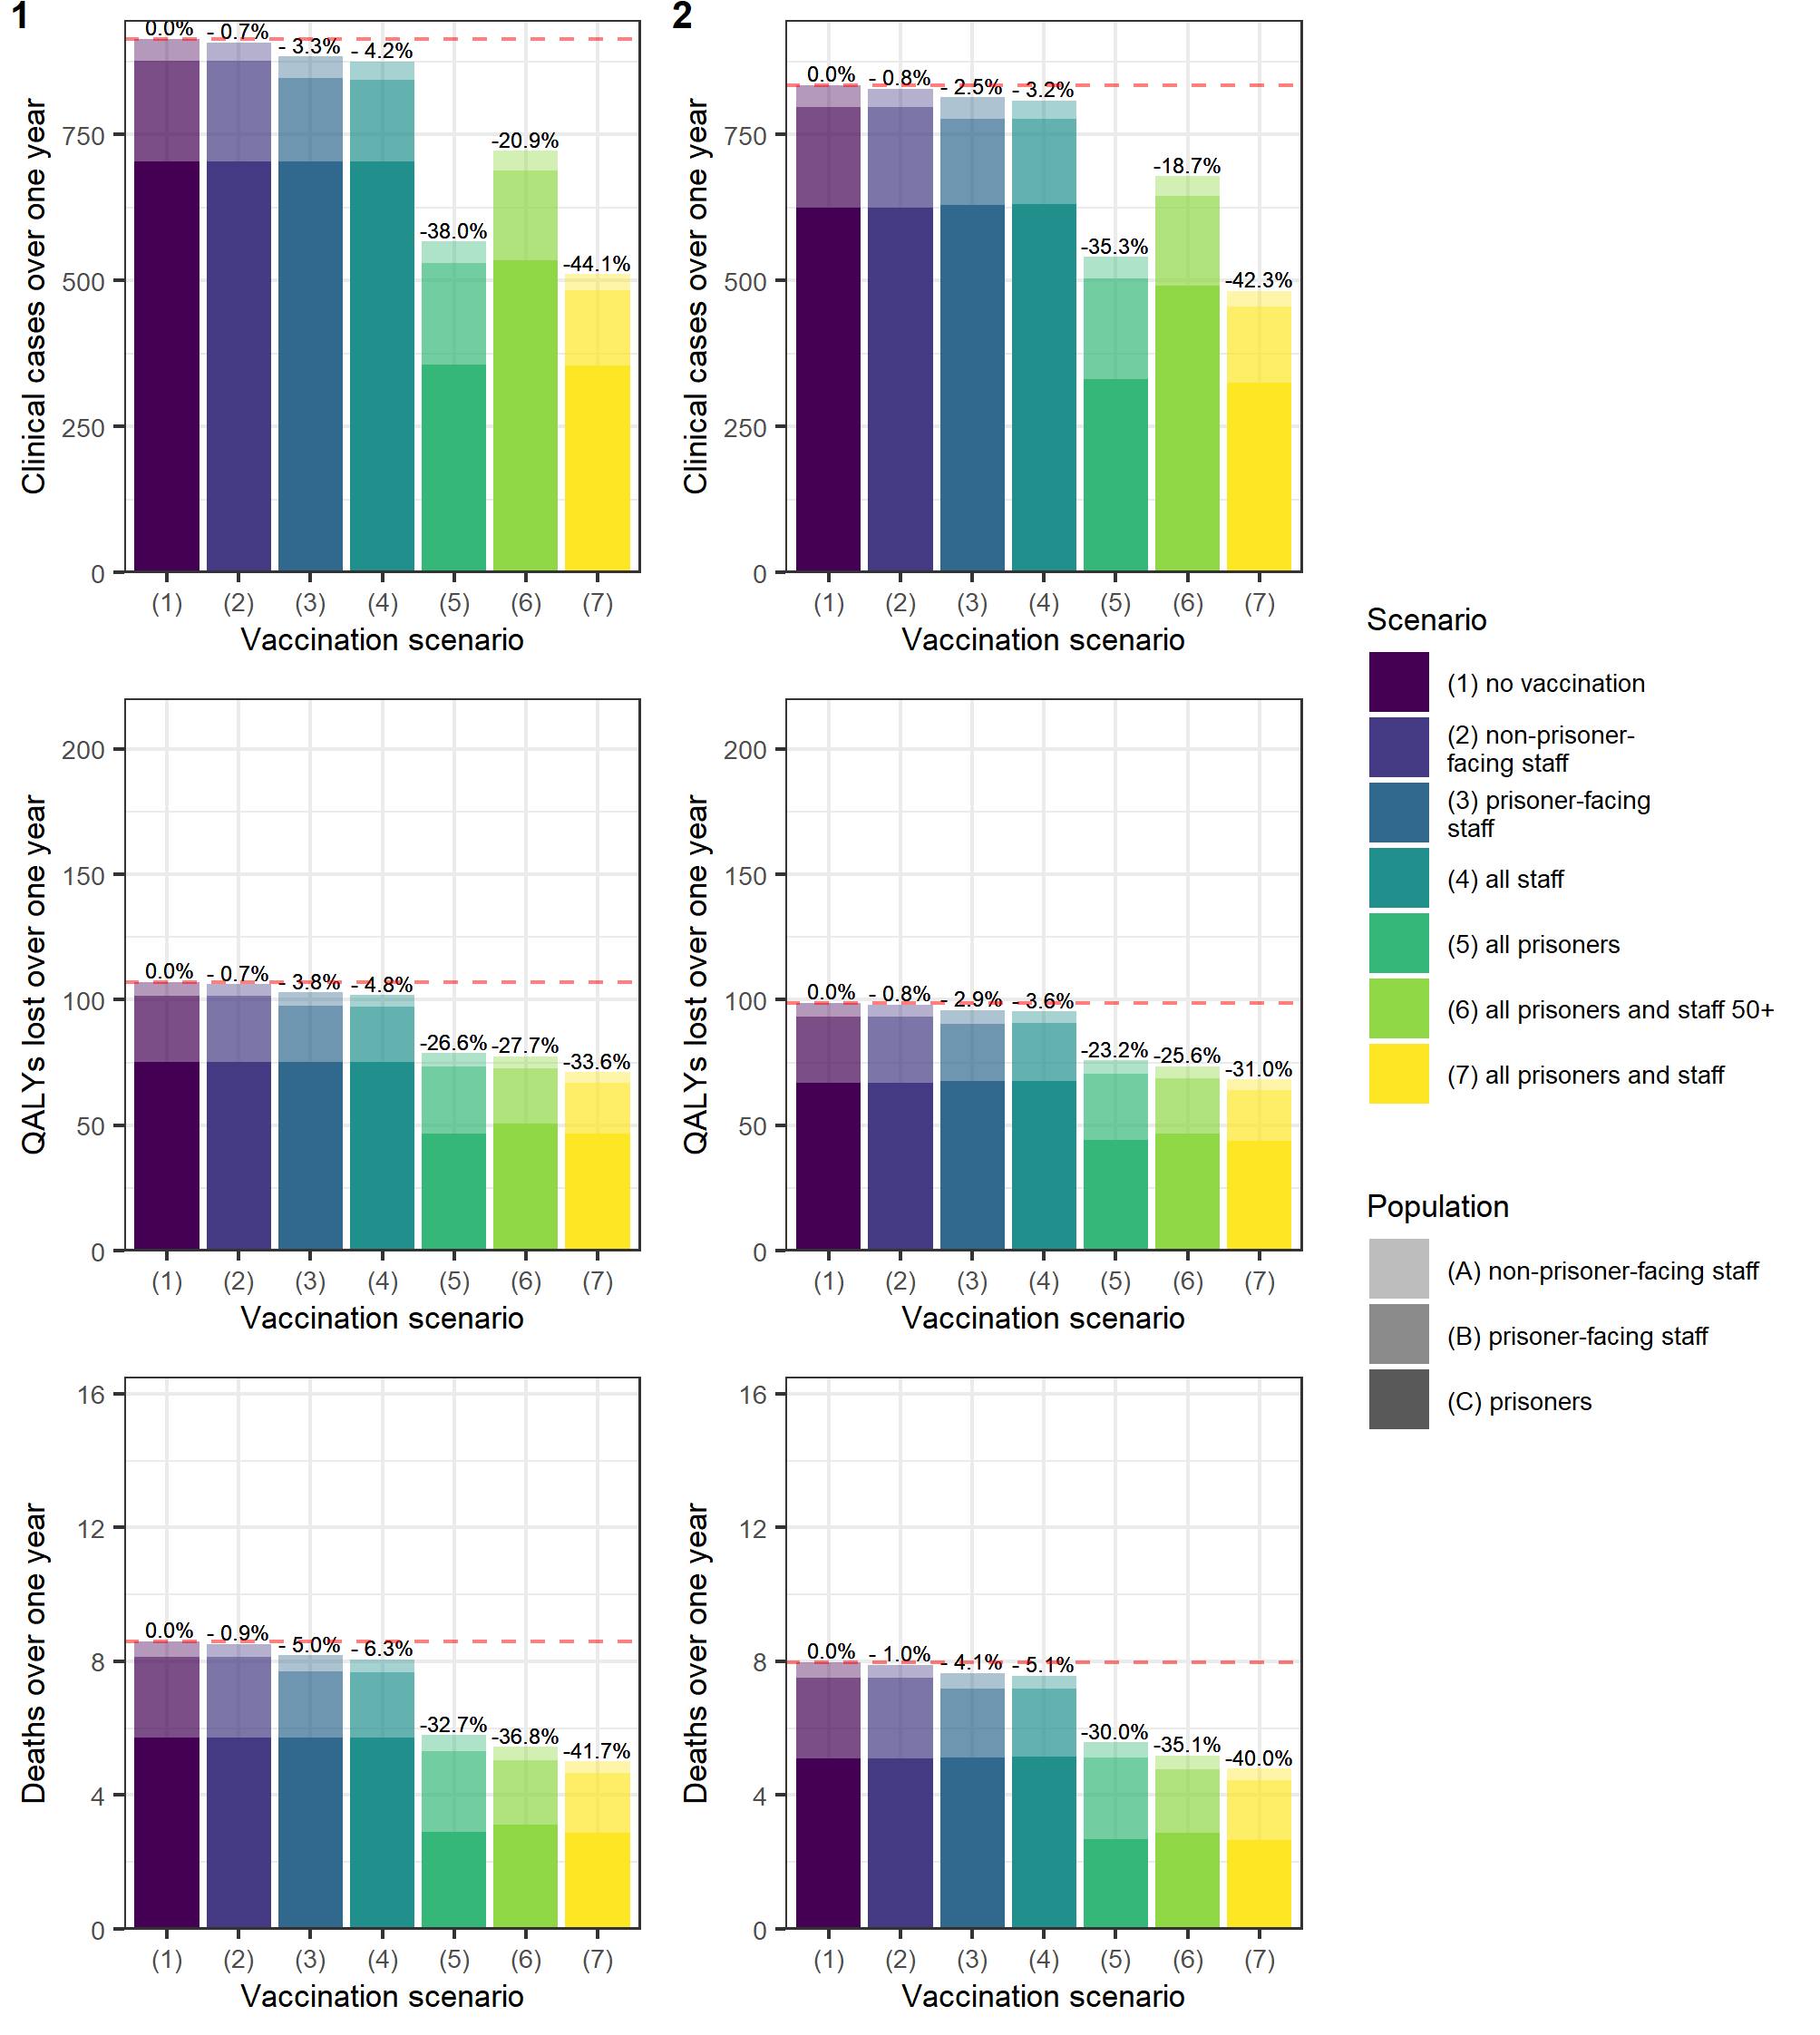 1
Clinical cases over one year
750
500
250
0
0.0%
- 0.7%
- 3.3%
- 4.2%
-38.0%
-20.9%
-44.1%
(1) (2) (3) (4) (5) (6) (7)
Vaccination scenario
2
Clinical cases over one year
750
500
250
0
0.0%
- 0.8%
- 2.5%
- 3.2%
-35.3%
-18.7%
-42.3%
(1) (2) (3) (4) (5) (6) (7)
Vaccination scenario
QALYs lost over one year
200
150
100
50
0
0.0%
- 0.7%
- 3.8%
- 4.8%
-26.6%
-27.7%
-33.6%
(1) (2) (3) (4) (5) (6) (7)
Vaccination scenario
QALYs lost over one year
200
150
100
50
0
0.0%
- 0.8%
- 2.9%
- 3.6%
-23.2%
-25.6%
-31.0%
(1) (2) (3) (4) (5) (6) (7)
Vaccination scenario
Deaths over one year
16
12
8
4
0
0.0%
- 0.9%
- 5.0%
- 6.3%
-32.7%
-36.8%
-41.7%
(1) (2) (3) (4) (5) (6) (7)
Vaccination scenario
Deaths over one year
16
12
8
4
0
0.0%
- 1.0%
- 4.1%
- 5.1%
-30.0%
-35.1%
-40.0%
(1) (2) (3) (4) (5) (6) (7)
Vaccination scenario
Scenario
(1) no vaccination
(2) non-prisoner-
facing staff
(3) prisoner-facing
staff
(4) all staff
(5) all prisoners
(6) all prisoners and staff 50+
(7) all prisoners and staff
Population
(A) non-prisoner-facing staff
(B) prisoner-facing staff
(C) prisoners